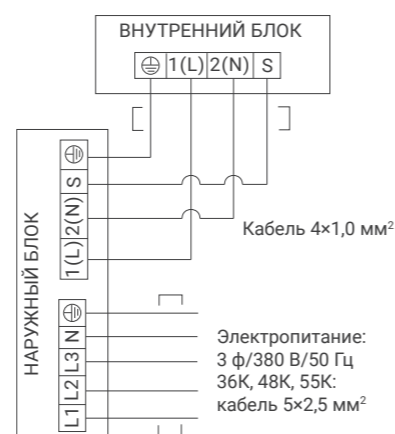 ВНУТРЕННИЙ БЛОК
1(L) 2(N) S
НАРУЖНЫЙ БЛОК
S
2(N)
1(L)
Кабель 4×1,0 мм²
N
L3
L2
L1
Электропитание:
3 ф/380 В/50 Гц
36K, 48K, 55K:
кабель 5×2,5 мм²